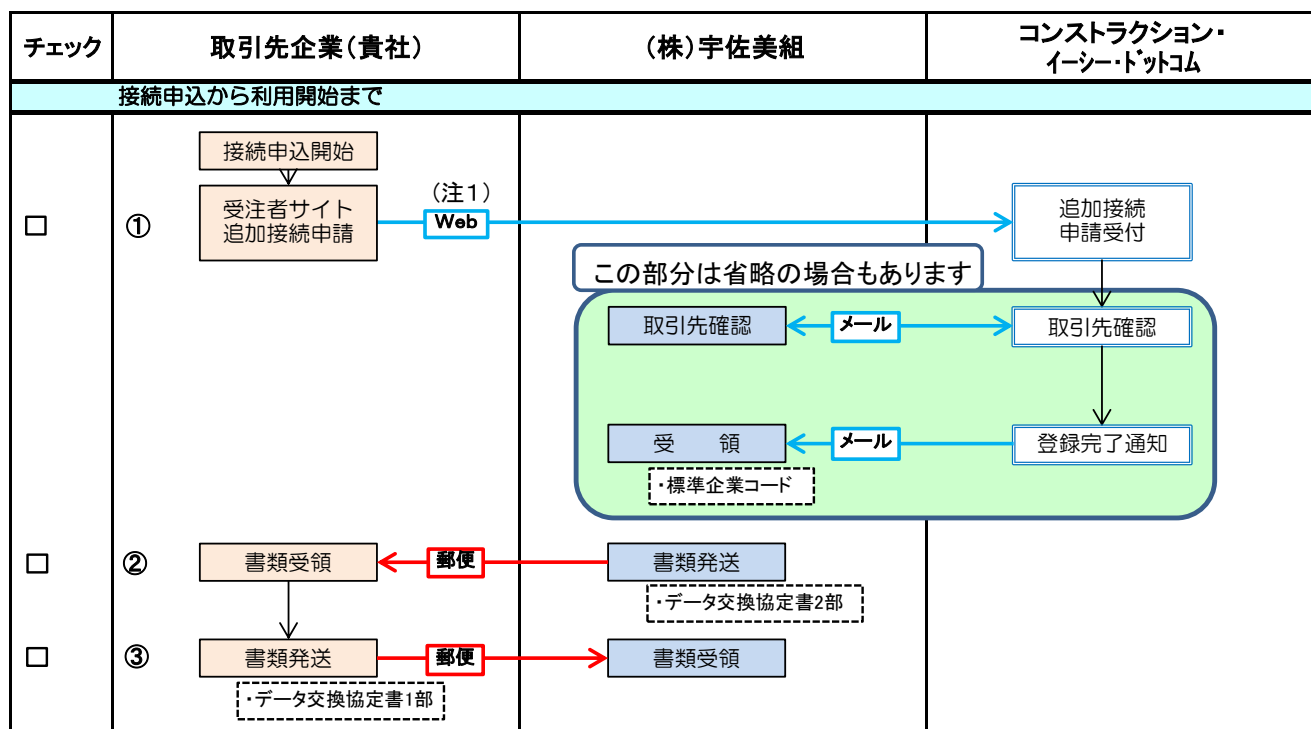 チェック
取引先企業(貴社)
(株)宇佐美組
コンストラクション・
イーシー・ドットコム
接続申込から利用開始まで
接続申込開始
□
①
受注者サイト
追加接続申請
(注1)
Web
追加接続
申請受付
この部分は省略の場合もあります
取引先確認
メール
取引先確認
受 領
メール
登録完了通知
・標準企業コード
□
②
書類受領
郵便
書類発送
・データ交換協定書2部
□
③
書類発送
郵便
書類受領
・データ交換協定書1部